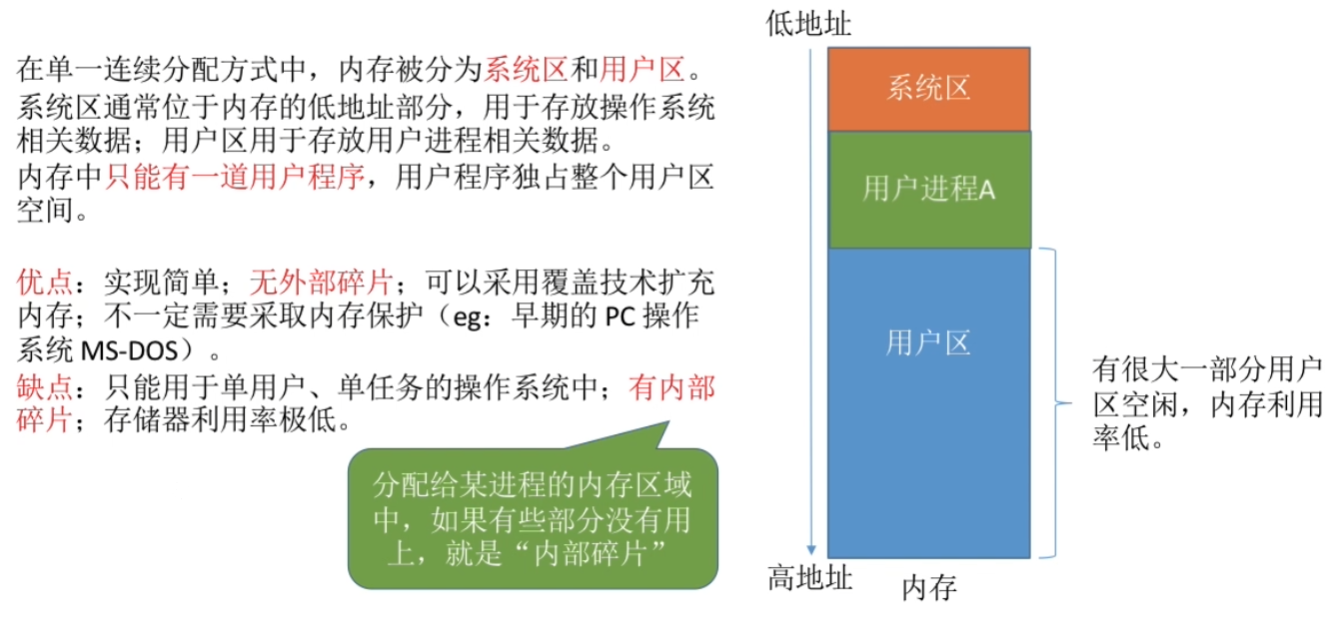 在单一连续分配方式中，内存被分为系统区和用户区。
系统区通常位于内存的低地址部分，用于存放操作系统
相关数据；用户区用于存放用户进程相关数据。
内存中只能有一道用户程序，用户程序独占整个用户区
空间。
优点：实现简单；无外部碎片；可以采用覆盖技术扩充
内存；不一定需要采取内存保护（eg：早期的 PC 操作
系统 MS-DOS）。
缺点：只能用于单用户、单任务的操作系统中；有内部
碎片；存储器利用率极低。
分配给某进程的内存区域
中，如果有些部分没有用
上，就是“内部碎片”
低地址
系统区
用户进程A
用户区
有很大一部分用户
区空闲，内存利用
率低。
高地址
内存